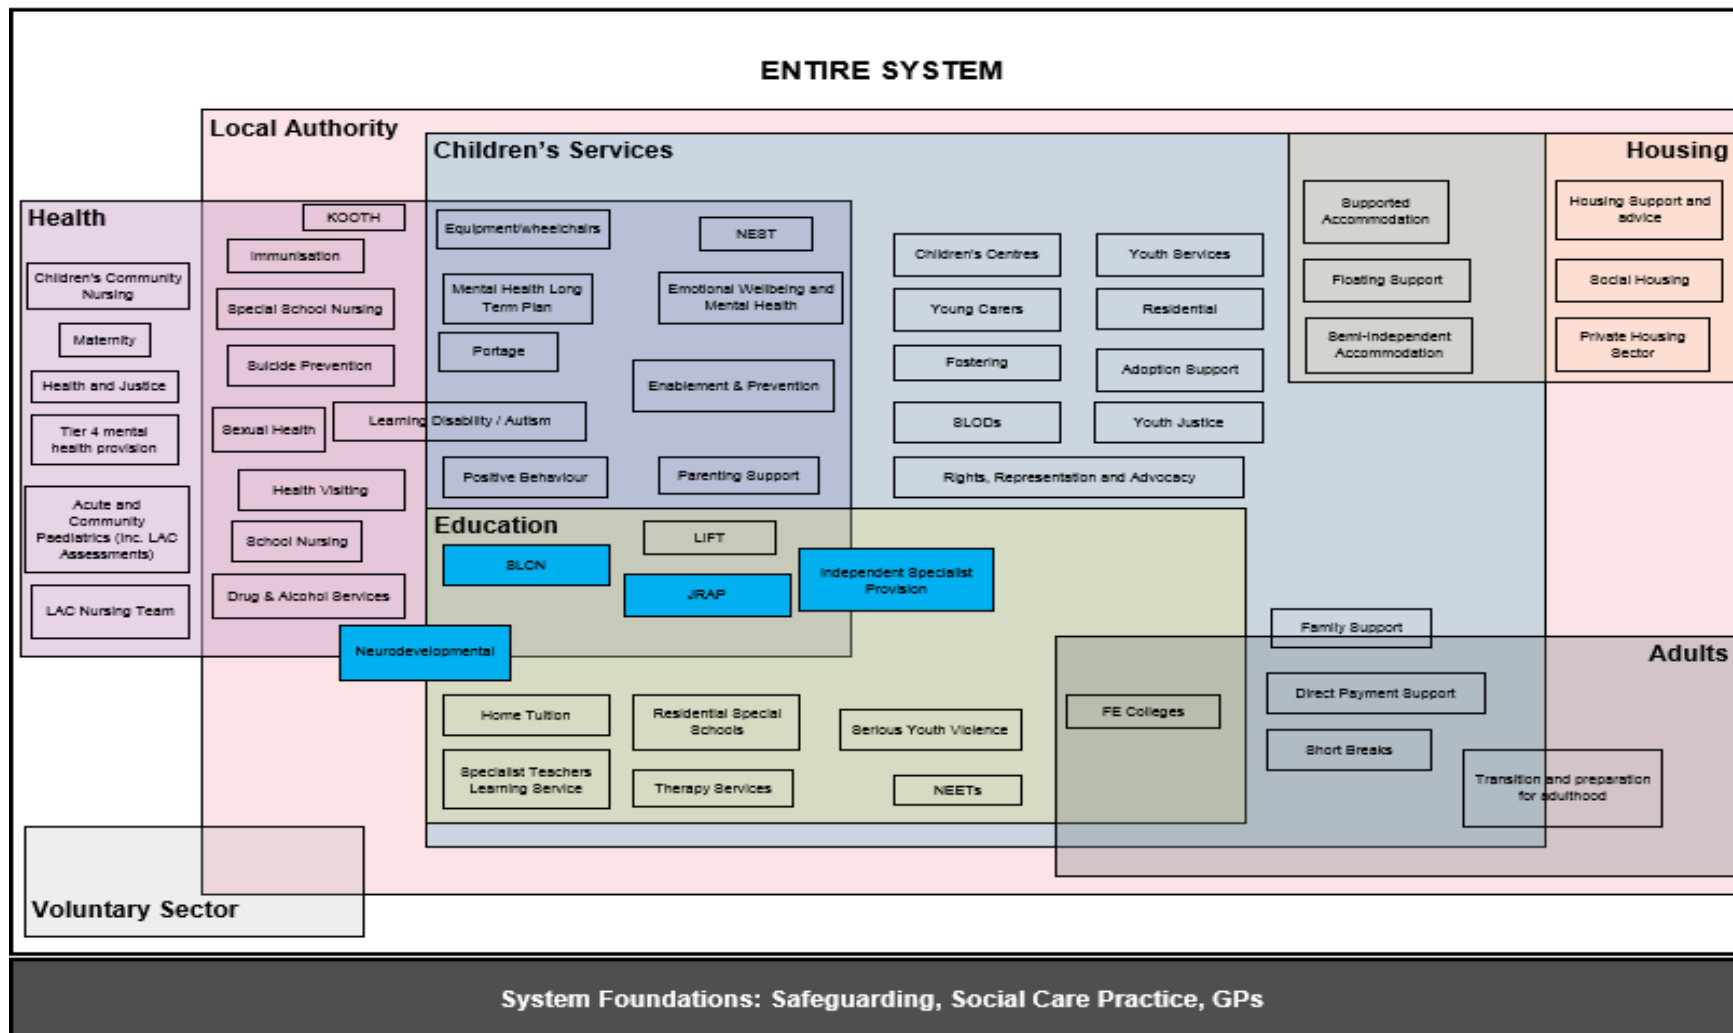 ENTIRE SYSTEM
Local Authority
Children's Services
Housing
Health
KOOTH
Immunisation
Special School Nursing
Suicide Prevention
Sexual Health
Learning Disability / Autism
Health Visiting
School Nursing
Drug & Alcohol Services
Neurodevelopmental
Children's Community
Nursing
Maternity
Health and Justice
Tier 4 mental
health provision
Acute and
Community
Paediatrics (Inc. LAC
Assessments)
LAC Nursing Team
Equipment/wheelchairs
NEST
Mental Health Long
Term Plan
Emotional Wellbeing and
Mental Health
Portage
Enablement & Prevention
Positive Behaviour
Parenting Support
Children's Centres
Youth Services
Young Carers
Residential
Fostering
Adoption Support
SLODs
Youth Justice
Rights, Representation and Advocacy
Supported
Accommodation
Floating Support
Semi-Independent
Accommodation
Housing Support and
advice
Social Housing
Private Housing
Sector
Education
LIFT
SLCN
JRAP
Independent Specialist
Provision
Home Tuition
Residential Special
Schools
Serious Youth Violence
Specialist Teachers
Learning Service
Therapy Services
NEETs
FE Colleges
Family Support
Adults
Direct Payment Support
Short Breaks
Transition and preparation
for adulthood
Voluntary Sector
System Foundations: Safeguarding, Social Care Practice, GPs